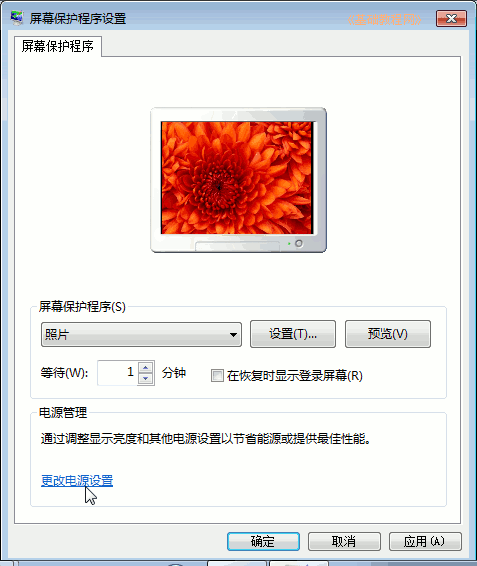 屏幕保护程序设置
屏幕保护程序
屏幕保护程序(S)
照片
设置(T)...
预览(V)
等待(W):
1
分钟
在恢复时显示登录屏幕(R)
电源管理
通过调整显示亮度和其他电源设置以节省能源或提供最佳性能。
更改电源设置
确定
取消
应用(A)